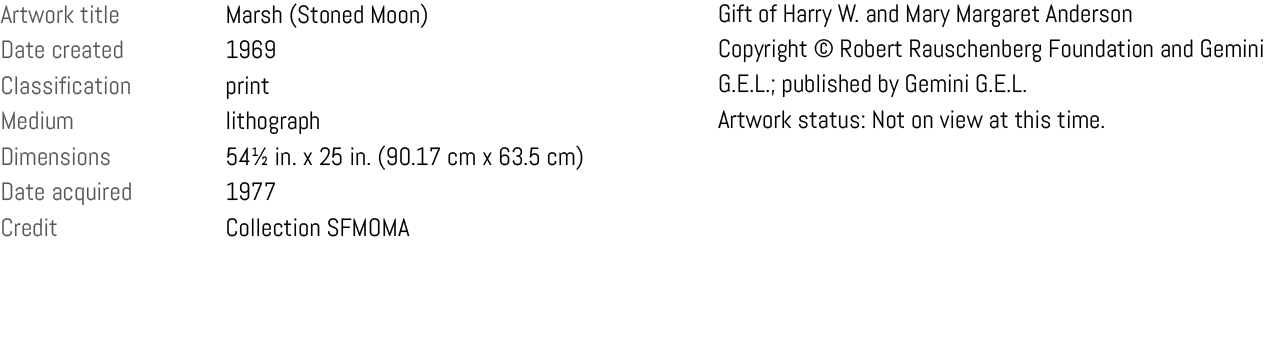 Artwork title Marsh (Stoned Moon)
Date created 1969
Classification print
Medium lithograph
Dimensions 54½ in. x 25 in. (90.17 cm x 63.5 cm)
Date acquired 1977
Credit Collection SFMOMA
Gift of Harry W. and Mary Margaret Anderson
Copyright © Robert Rauschenberg Foundation and Gemini
G.E.L.; published by Gemini G.E.L.
Artwork status: Not on view at this time.